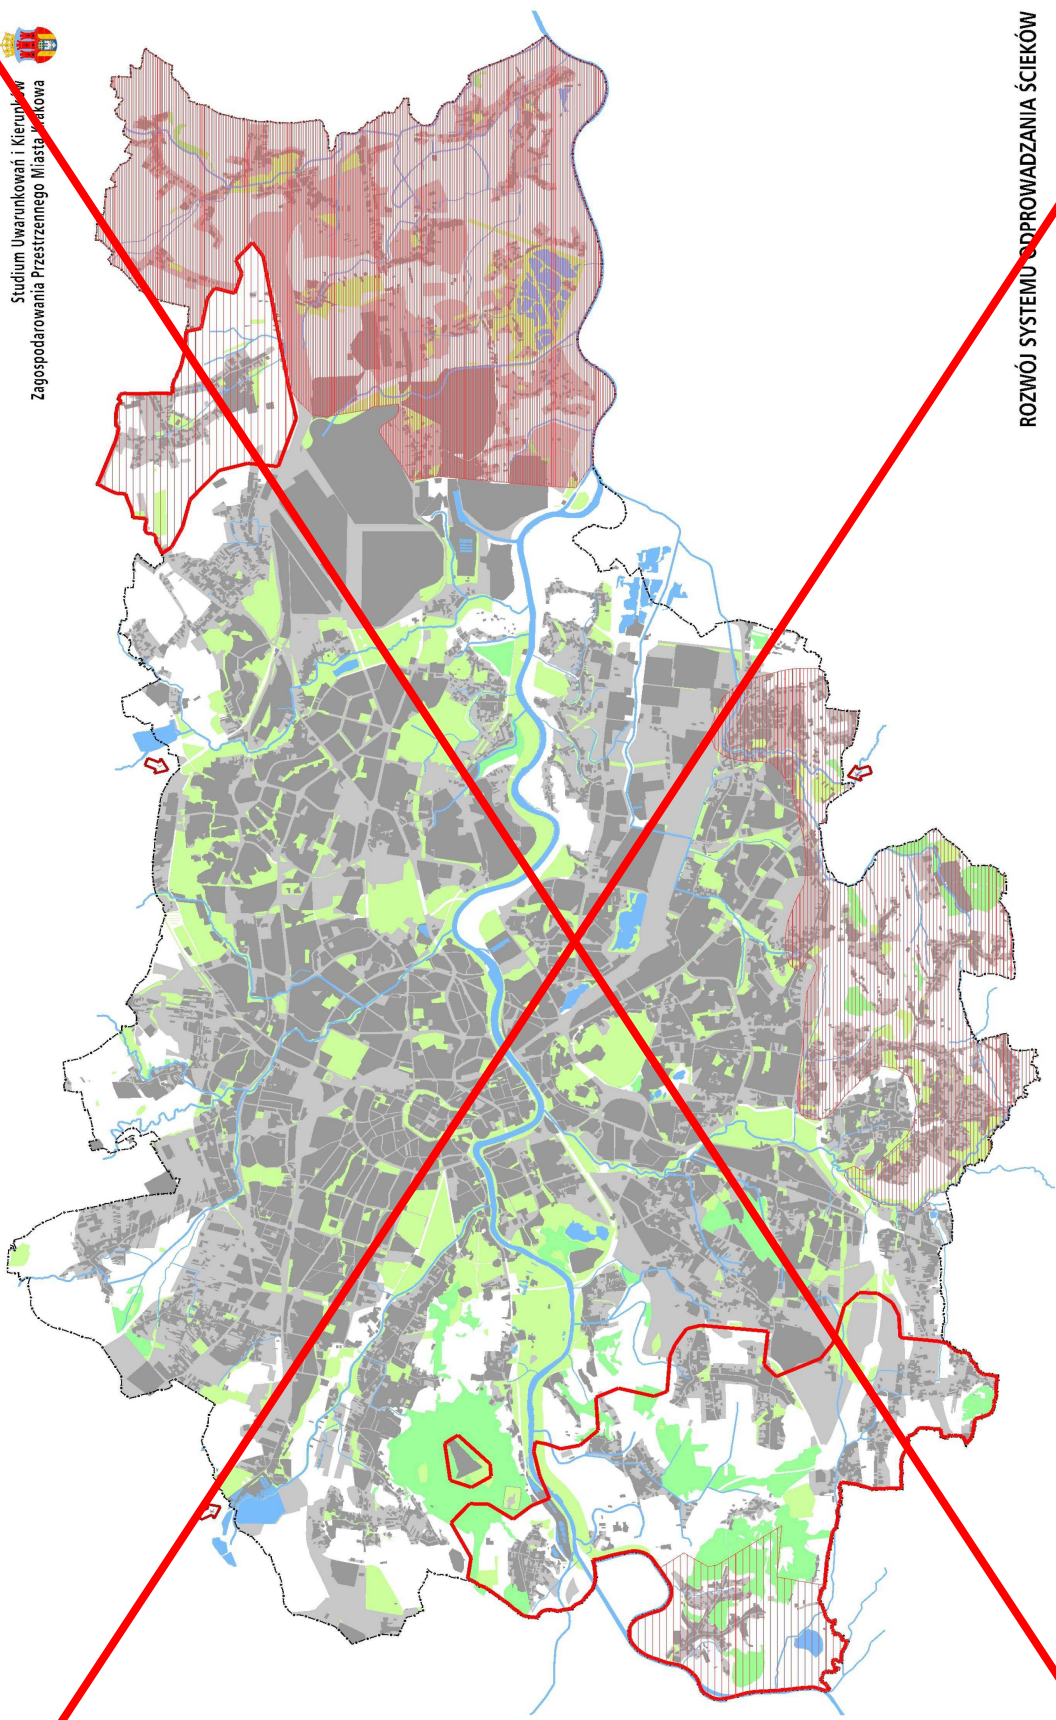 Studium Uwarunkowań i Kierunków
Zagospodarowania Przestrzennego Miasta Krakowa
ROZWÓJ SYSTEMU ODPROWADZANIA ŚCIEKÓW